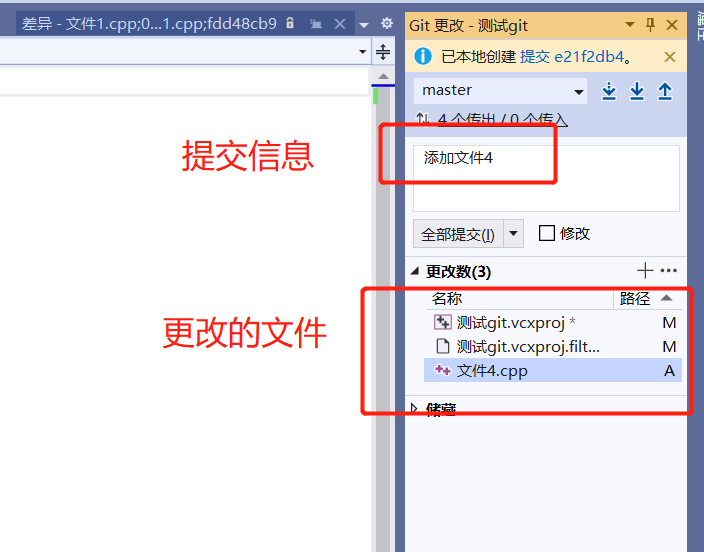 差异 - 文件1.cpp;0...1.cpp;fdd48cb9
Git 更改 - 测试git
已本地创建 提交 e21f2db4。
master
4 个传出 / 0 个传入
提交信息
添加文件4
全部提交(I)
修改
更改数(3)
名称 路径
更改的文件
测试git.vcxproj * M
测试git.vcxproj.filt... M
文件4.cpp A
储藏